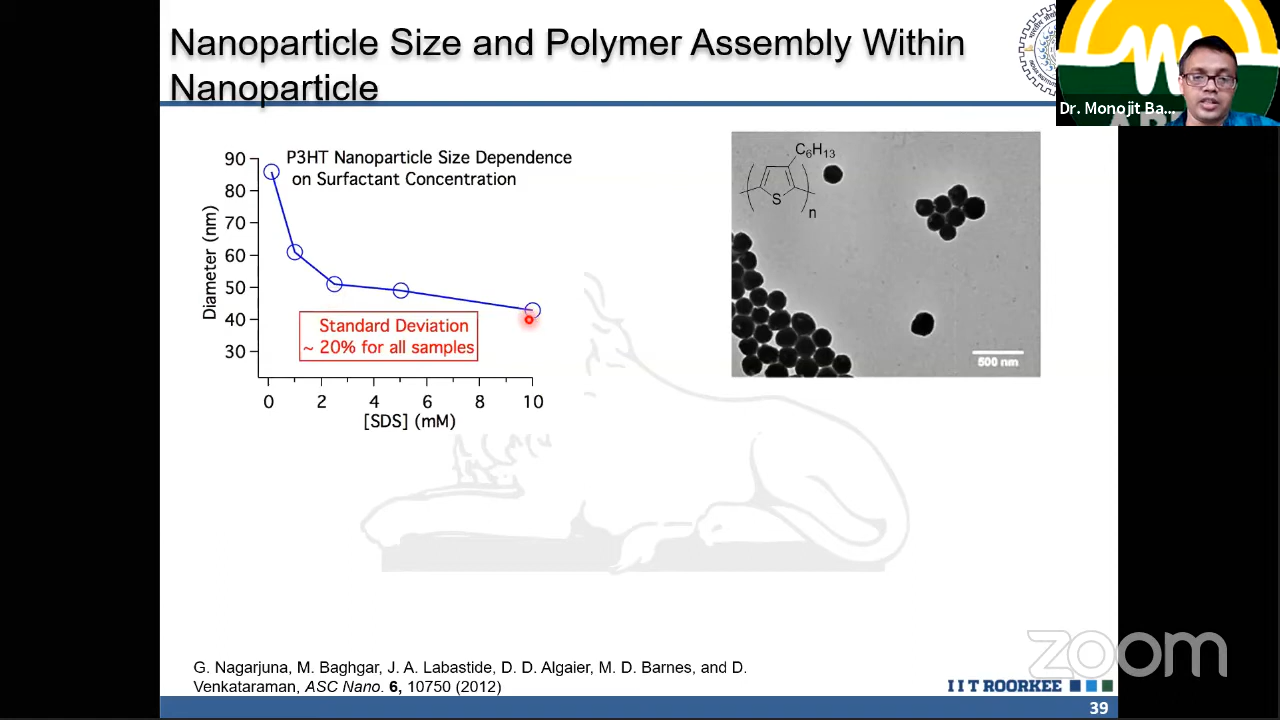 Nanoparticle Size and Polymer Assembly Within
Nanoparticle
Dr. Monojit Ba...
90
80
70
60
50
40
30
Diameter (nm)
P3HT Nanoparticle Size Dependence
on Surfactant Concentration
Standard Deviation
~ 20% for all samples
0 2 4 6 8 10
[SDS] (mM)
C6H13
S
n
500 nm
G. Nagarjuna, M. Baghgar, J. A. Labastide, D. D. Algaier, M. D. Barnes, and D.
Venkataraman, ASC Nano. 6, 10750 (2012)
zoom
I I T ROORKEE
39